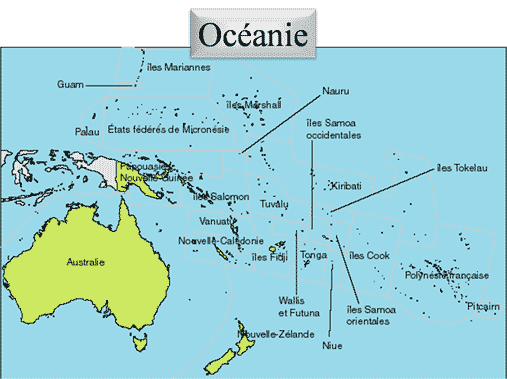 Océanie
îles Mariannes
Guam
Nauru
îles Marshall
Palau
États fédérés de Micronésie
îles Samoa
occidentales
Papouasie
Nouvelle-Guinée
îles Tokelau
Kiribati
îles Salomon
Tuvalu
Vanuatu
Nouvelle-Calédonie
îles Fidji
Tonga
îles Cook
Australie
Polynésie française
Wallis
et Futuna
îles Samoa
orientales
Pitcairn
Nouvelle-Zélande
Niue